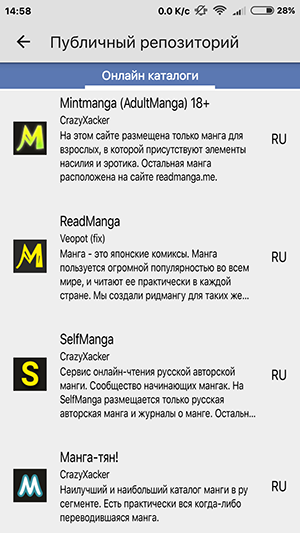 14:58
0.0 K/c
28%
Публичный репозиторий
Онлайн каталоги
Mintmanga (AdultManga) 18+
CrazyXacker
На этом сайте размещена только манга для
взрослых, в которой присутствуют элементы
насилия и эротика. Остальная манга
расположена на сайте readmanga.me.
RU
M
ReadManga
Veopot (fix)
Манга - это японские комиксы. Манга
пользуется огромной популярностью во всем
мире, и читают ее практически в каждой
стране. Мы создали ридмангу для таких же...
RU
M
SelfManga
CrazyXacker
Сервис онлайн-чтения русской авторской
манги. Сообщество начинающих мангак. На
SelfManga размещается только русская
авторская манга и журналы о манге. Остальн...
RU
S
Манга-тян!
CrazyXacker
Наилучший и наибольший каталог манги в ру
сегменте. Есть практически вся когда-либо
переводившаяся манга.
RU
M